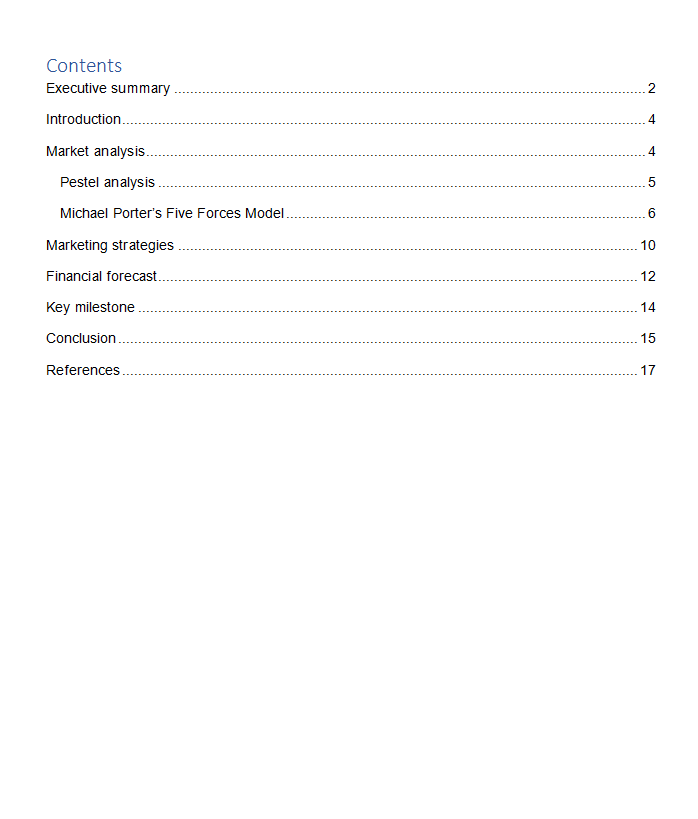 Contents
Executive summary ........................ 2
Introduction ........................ 4
Market analysis ........................ 4
Pestel analysis ........................ 5
Michael Porter's Five Forces Model ........................ 6
Marketing strategies ........................ 10
Financial forecast ........................ 12
Key milestone ........................ 14
Conclusion ........................ 15
References ........................ 17